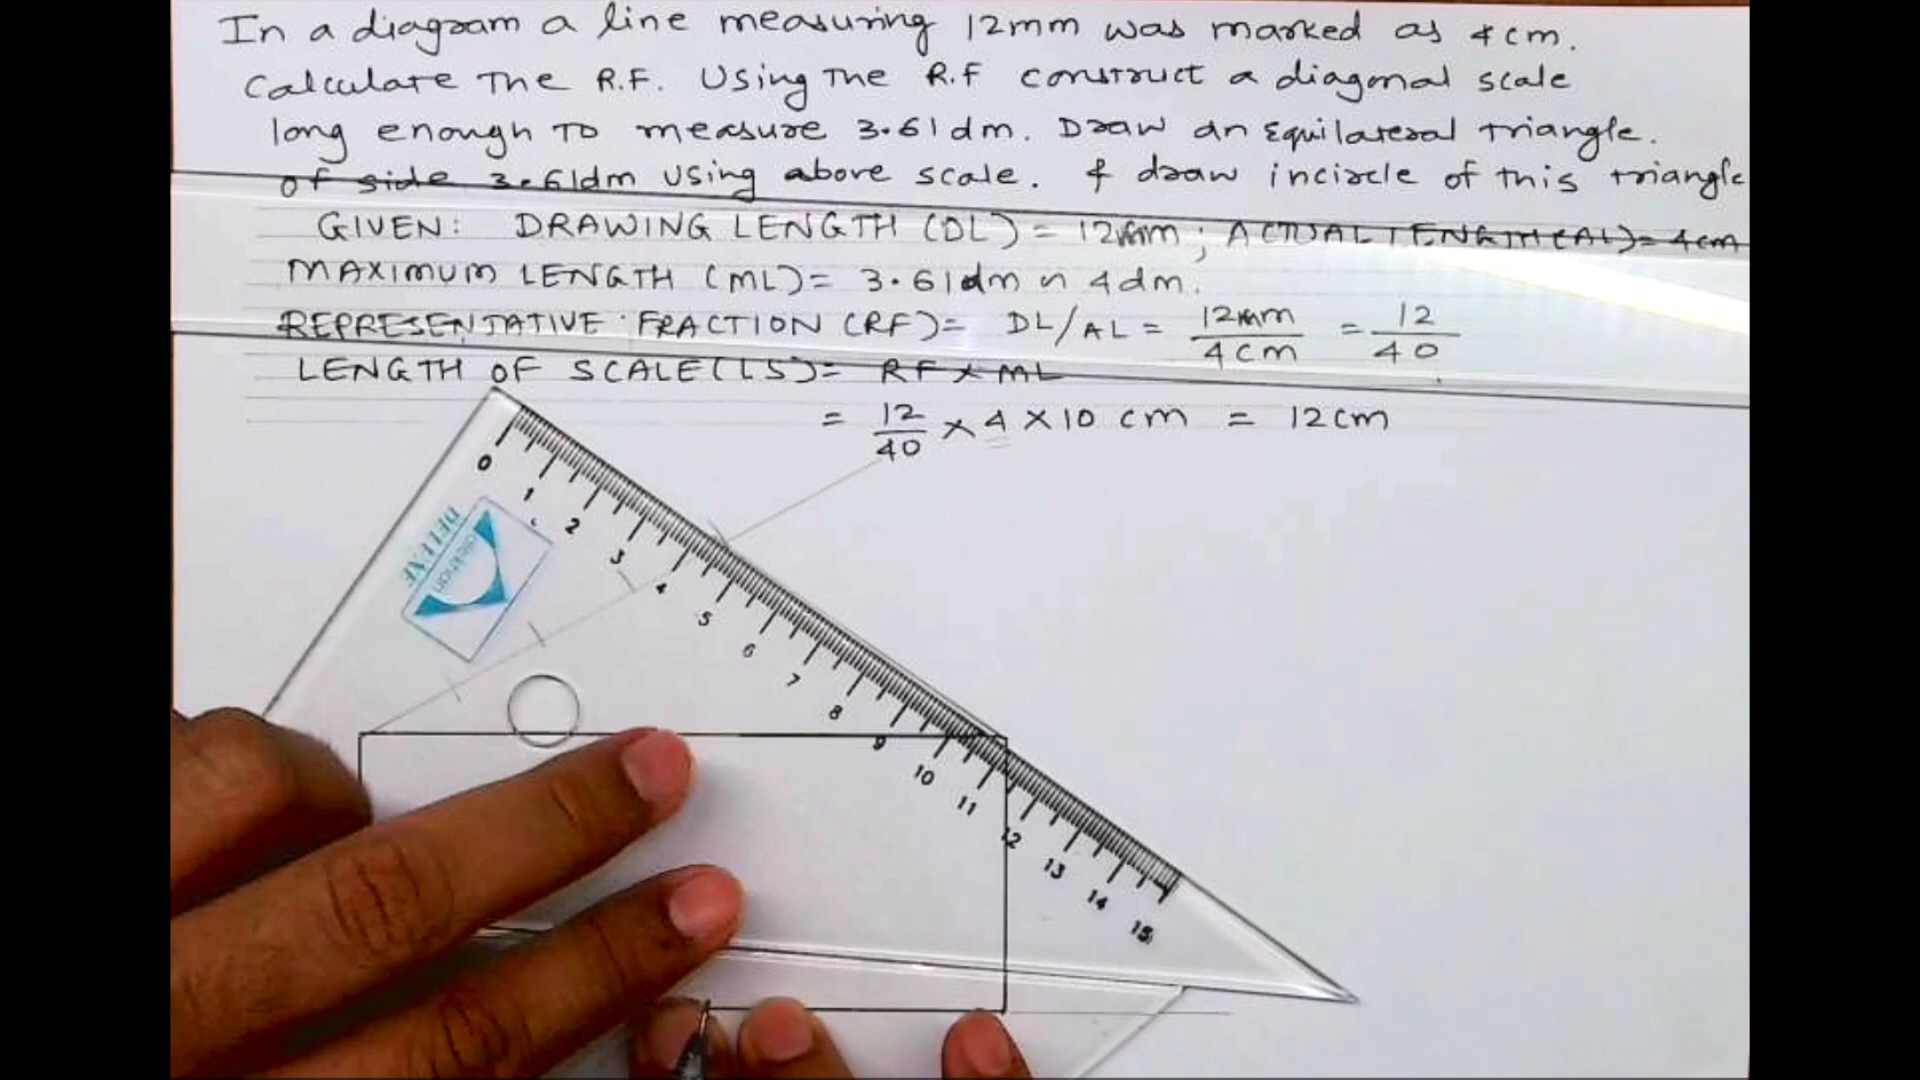 In a diagram a line measuring 12mm was marked as 4cm.
Calculate The R.F. Using The R.F construct a diagonal scale
long enough To measure 3.61dm. Draw an Equilateral triangle.
of side 3.61dm using above scale. & draw incircle of this triangle
GIVEN: DRAWING LENGTH (DL) = 12mm; ACTUAL LENGTH (AL) = 4cm
MAXIMUM LENGTH (ML) = 3.61dm ∽ 4dm.
REPRESENTATIVE FRACTION (RF) = DL/AL = 12mm/4cm = 12/40
LENGTH OF SCALE (LS) = RF × ML
= 12/40 × 4 × 10 cm = 12cm
0 1 2 3 4 5 6 7 8 9 10 11 12 13 14 15
DELUXE